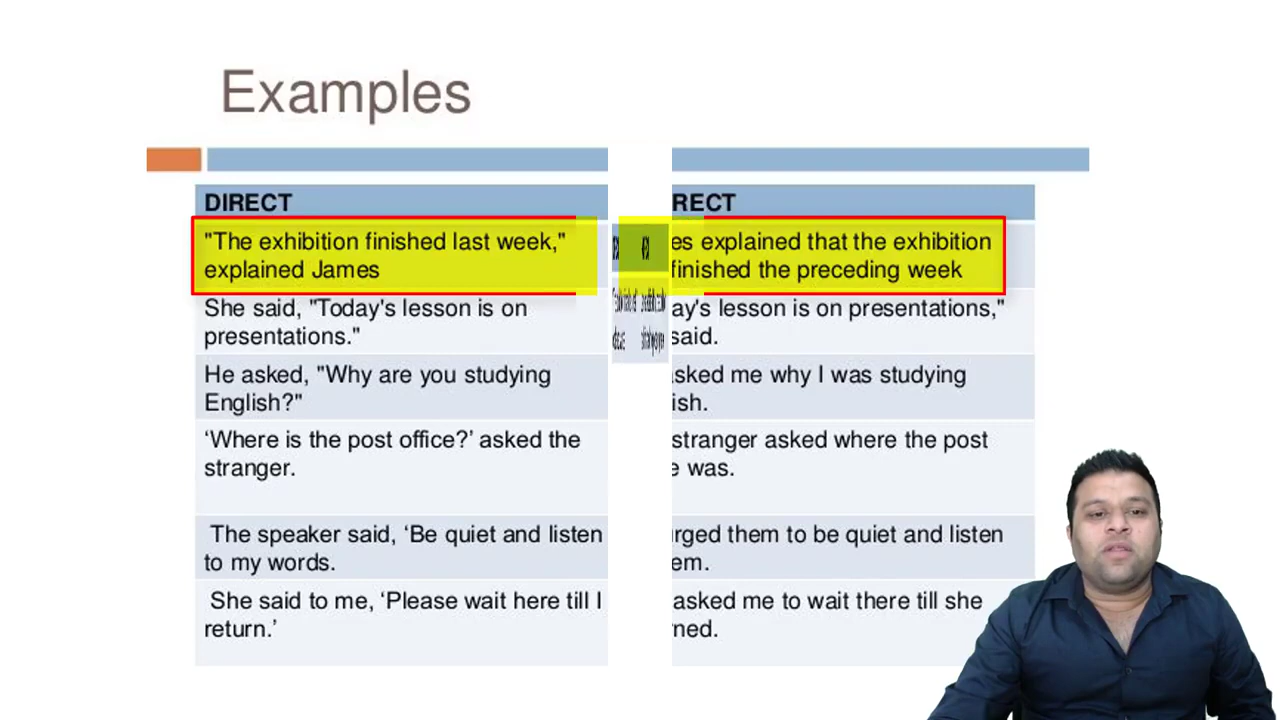 Examples
DIRECT
RECT
"The exhibition finished last week,"
explained James
es explained that the exhibition
finished the preceding week
She said, "Today's lesson is on
presentations."
ay's lesson is on presentations,"
said.
He asked, "Why are you studying
English?"
asked me why I was studying
ish.
‘Where is the post office?’ asked the
stranger.
stranger asked where the post
e was.
The speaker said, ‘Be quiet and listen
to my words.
urged them to be quiet and listen
em.
She said to me, ‘Please wait here till I
return.’
asked me to wait there till she
rned.